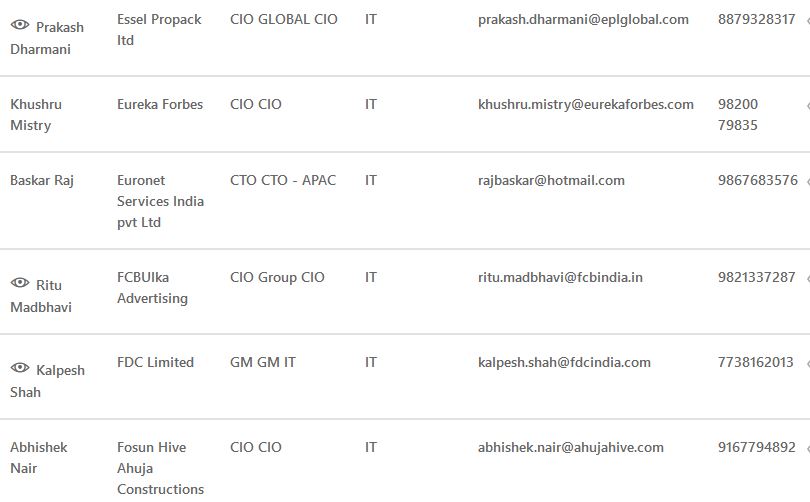 Prakash Dharmani Essel Propack ltd CIO GLOBAL CIO IT prakash.dharmani@eplglobal.com 8879328317
Khushru Mistry Eureka Forbes CIO CIO IT khushru.mistry@eurekaforbes.com 98200 79835
Baskar Raj Euronet Services India pvt Ltd CTO CTO - APAC IT rajbaskar@hotmail.com 9867683576
Ritu Madbhavi FCBUlka Advertising CIO Group CIO IT ritu.madbhavi@fcbindia.in 9821337287
Kalpesh Shah FDC Limited GM GM IT IT kalpesh.shah@fdcindia.com 7738162013
Abhishek Nair Fosun Hive Ahuja Constructions CIO CIO IT abhishek.nair@ahujahive.com 9167794892